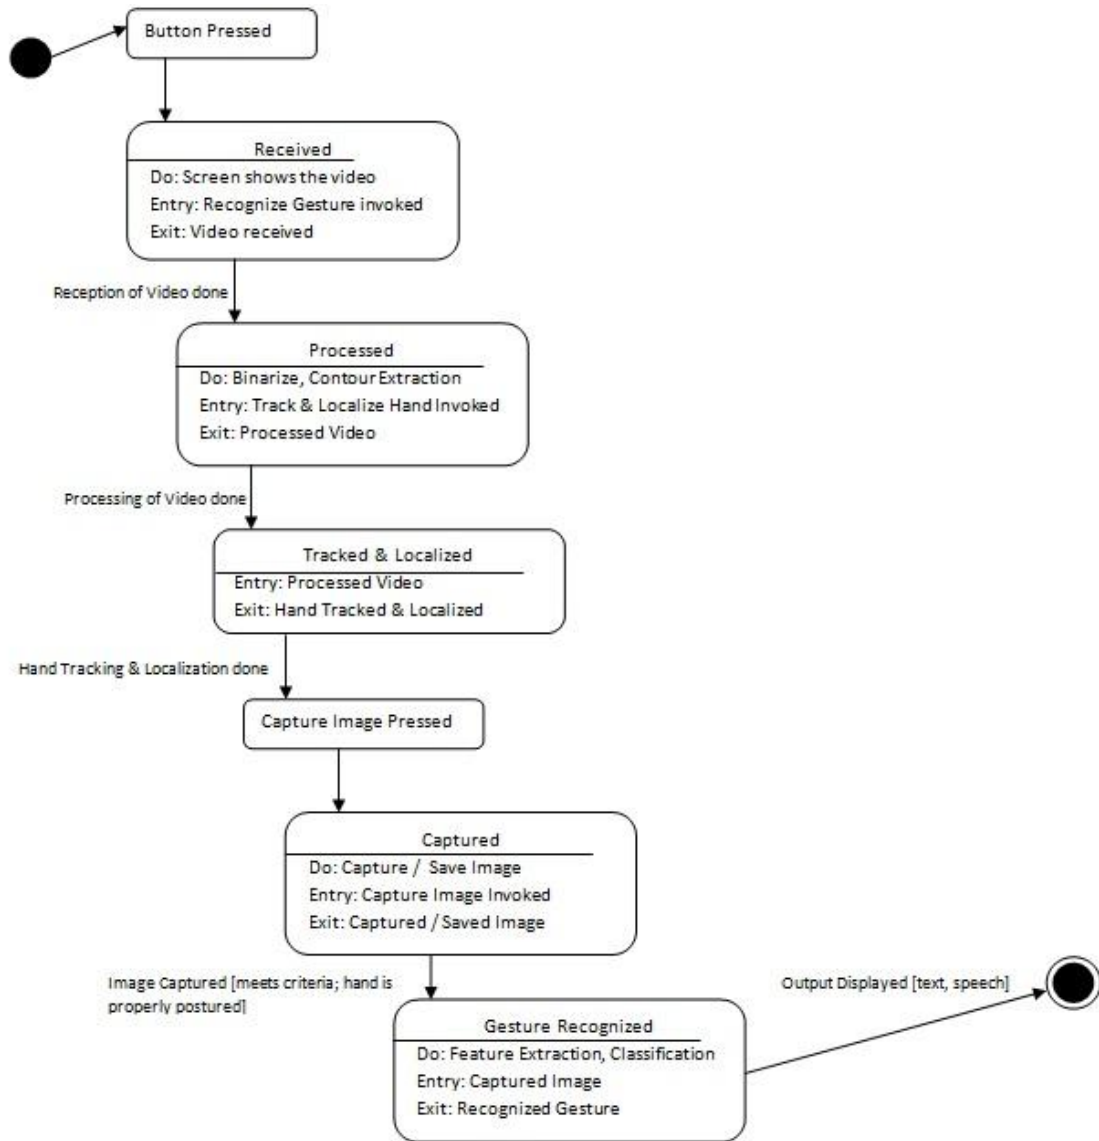 Button Pressed
Received
Do: Screen shows the video
Entry: Recognize Gesture invoked
Exit: Video received
Reception of Video done
Processed
Do: Binarize, Contour Extraction
Entry: Track & Localize Hand Invoked
Exit: Processed Video
Processing of Video done
Tracked & Localized
Entry: Processed Video
Exit: Hand Tracked & Localized
Hand Tracking & Localization done
Capture Image Pressed
Captured
Do: Capture / Save Image
Entry: Capture Image Invoked
Exit: Captured / Saved Image
Image Captured [meets criteria; hand is
properly postured]
Output Displayed [text, speech]
Gesture Recognized
Do: Feature Extraction, Classification
Entry: Captured Image
Exit: Recognized Gesture